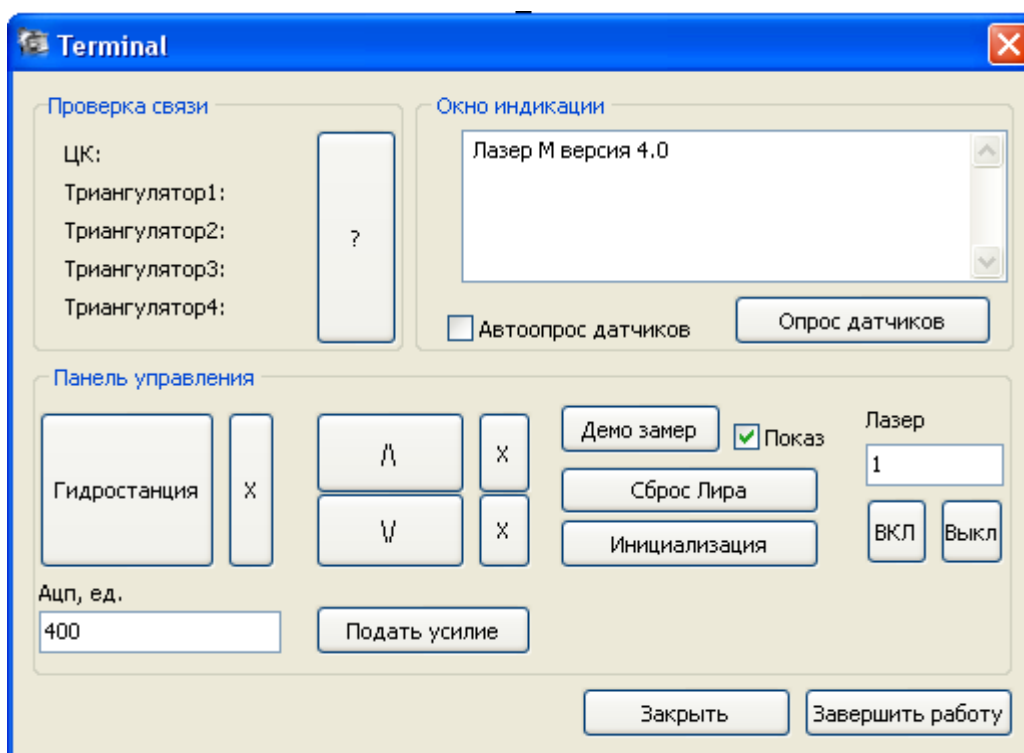 Terminal
Проверка связи
ЦК:
Триангулятор1:
Триангулятор2:
Триангулятор3:
Триангулятор4:
?
Окно индикации
Лазер М версия 4.0
Автоопрос датчиков
Опрос датчиков
Панель управления
Гидростанция
X
/\
X
\/
X
Демо замер
Показ
Сброс Лира
Инициализация
Лазер
1
ВКЛ
Выкл
Ацп, ед.
400
Подать усилие
Закрыть
Завершить работу